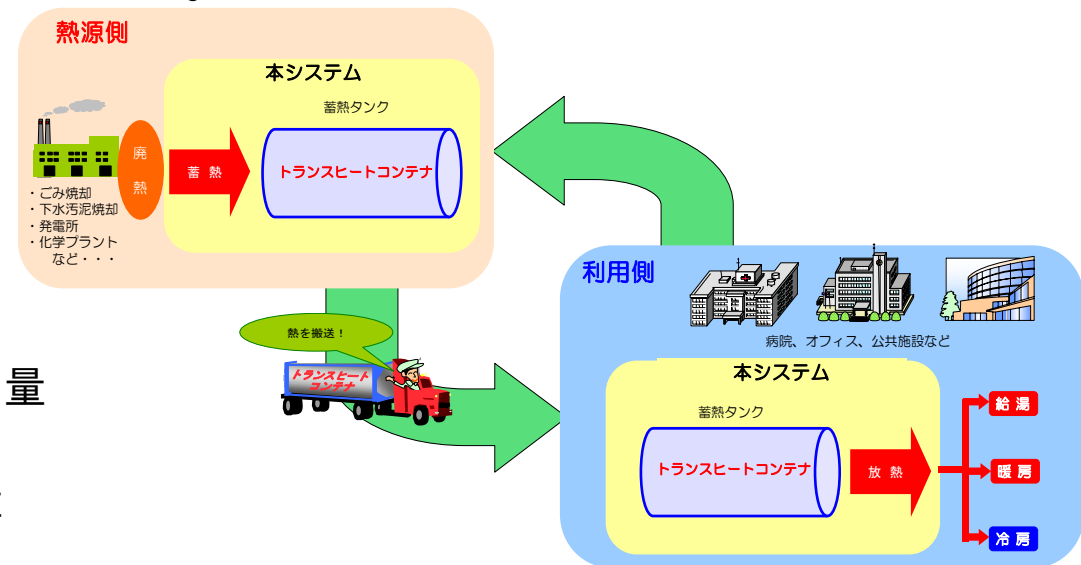 熱源側
本システム
蓄熱タンク
廃
熱
蓄 熱
トランスヒートコンテナ
・ごみ焼却
・下水汚泥焼却
・発電所
・化学プラント
など・・・
熱を搬送！
トランスヒート
コンテナ
量
利用側
病院、オフィス、公共施設など
本システム
蓄熱タンク
トランスヒートコンテナ
放 熱
給 湯
暖 房
冷 房